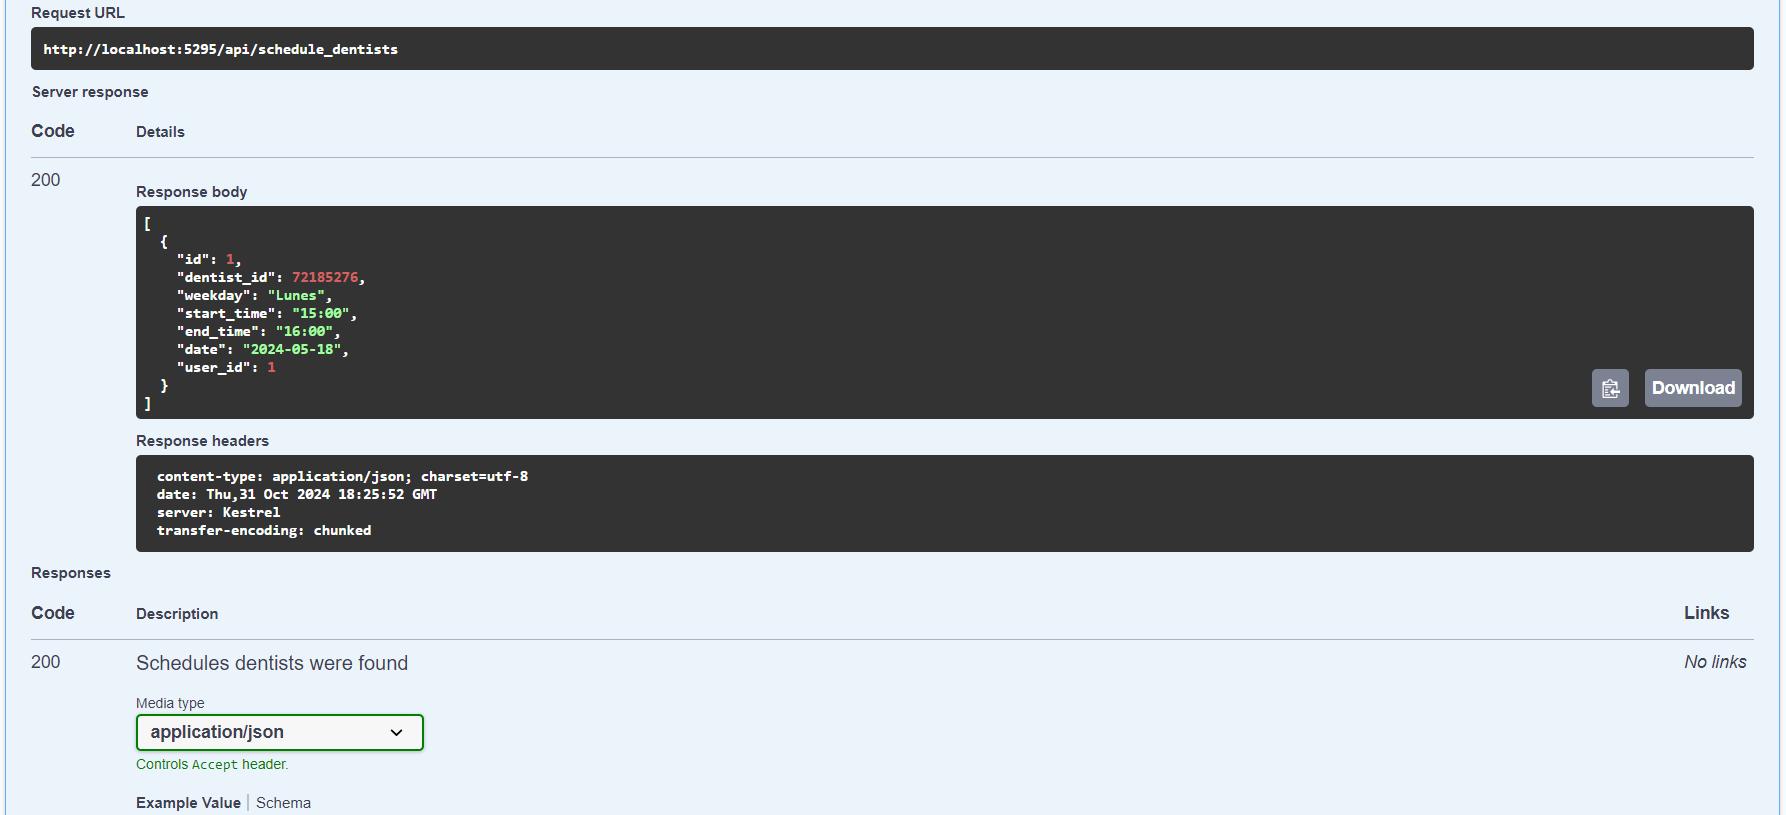 Request URL
http://localhost:5295/api/schedule_dentists
Server response
Code Details
200
Response body
[
  {
    "id": 1,
    "dentist_id": 72185276,
    "weekday": "Lunes",
    "start_time": "15:00",
    "end_time": "16:00",
    "date": "2024-05-18",
    "user_id": 1
  }
]
Download
Response headers
content-type: application/json; charset=utf-8
date: Thu,31 Oct 2024 18:25:52 GMT
server: Kestrel
transfer-encoding: chunked
Responses
Code Description Links
200 Schedules dentists were found No links
Media type
application/json
Controls Accept header.
Example Value Schema